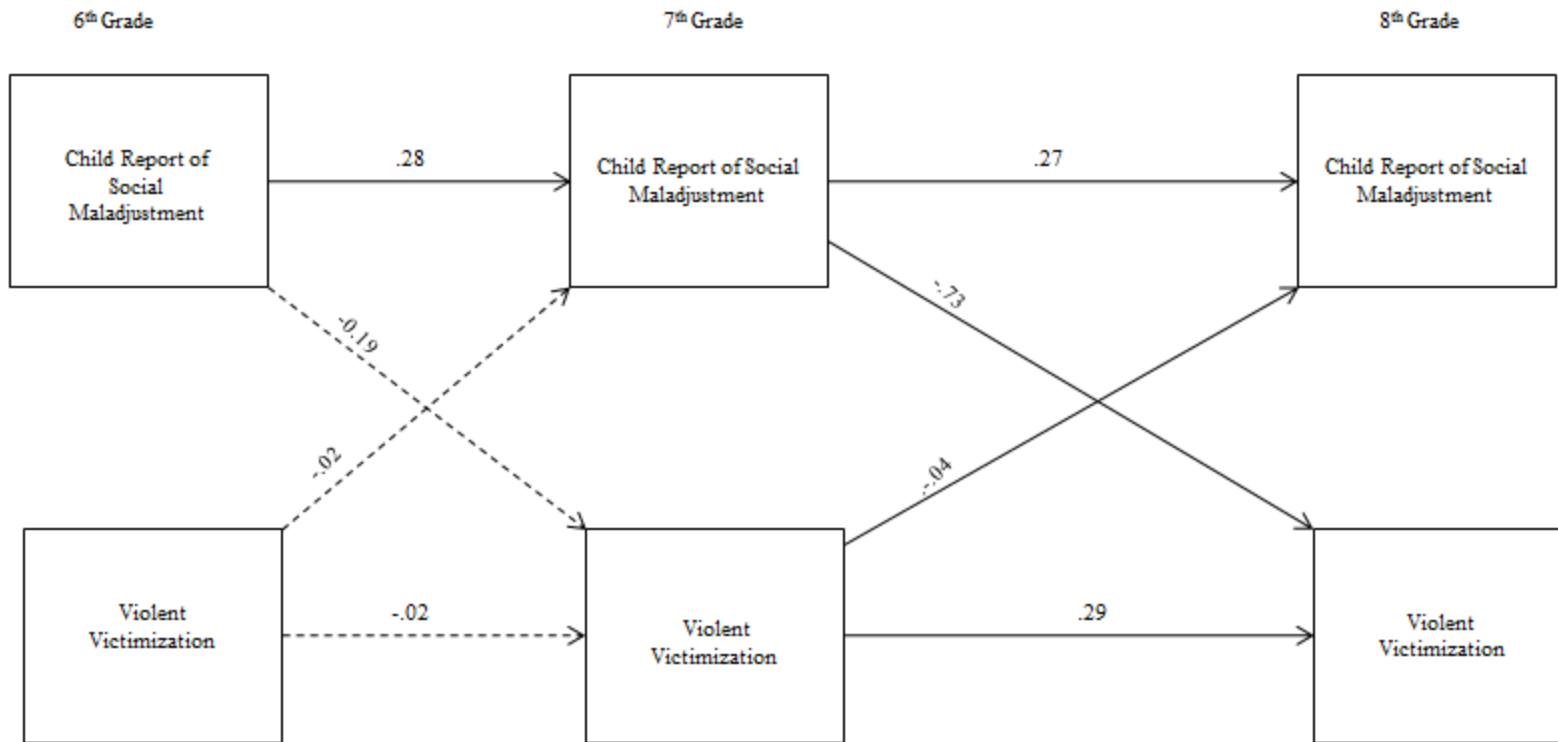 6th Grade
7th Grade
8th Grade
Child Report of
Social
Maladjustment
.28
Child Report of Social
Maladjustment
.27
Child Report of Social
Maladjustment
-0.19
-.02
-.73
-.04
Violent
Victimization
-.02
Violent
Victimization
.29
Violent
Victimization